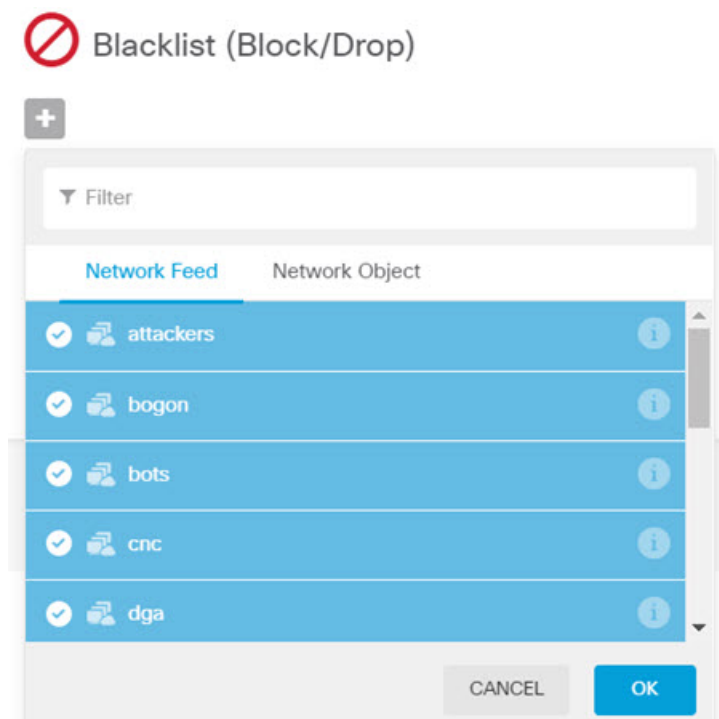 Blacklist (Block/Drop)
Filter
Network Feed Network Object
attackers
bogon
bots
cnc
dga
CANCEL OK